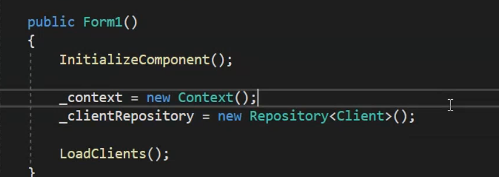 public Form1()
{
InitializeComponent();
_context = new Context();
_clientRepository = new Repository<Client>();
LoadClients();
}